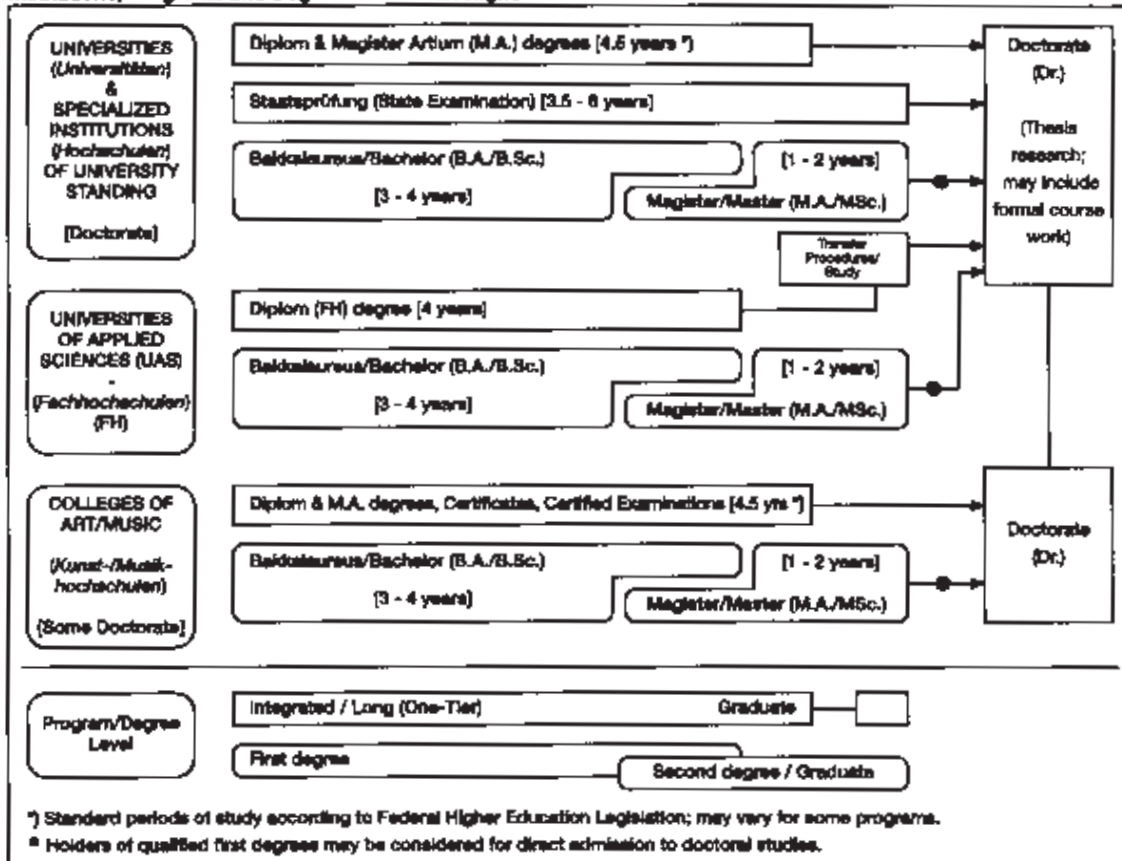 UNIVERSITIES
(Universitäten)
&
SPECIALIZED
INSTITUTIONS
(Hochschulen)
OF UNIVERSITY
STANDING
[Doctorate]
Diplom & Magister Artium (M.A.) degrees [4.5 years *)]
Staatsprüfung (State Examination) [3.5 - 6 years]
Bakkalaureus/Bachelor (B.A./B.Sc.)
[3 - 4 years]
[1 - 2 years]
Magister/Master (M.A./MSc.)
Transfer
Procedures/
Study
Doctorate
(Dr.)
(Thesis
research;
may include
formal course
work)
UNIVERSITIES
OF APPLIED
SCIENCES (UAS)
-
(Fachhochschulen)
(FH)
Diplom (FH) degree [4 years]
Bakkalaureus/Bachelor (B.A./B.Sc.)
[3 - 4 years]
[1 - 2 years]
Magister/Master (M.A./MSc.)
COLLEGES OF
ART/MUSIC
(Kunst-/Musik-
hochschulen)
[Some Doctorate]
Diplom & M.A. degrees, Certificates, Certified Examinations [4.5 yrs *)]
Bakkalaureus/Bachelor (B.A./B.Sc.)
[3 - 4 years]
[1 - 2 years]
Magister/Master (M.A./MSc.)
Doctorate
(Dr.)
Program/Degree
Level
Integrated / Long (One-Tier) Graduate
First degree
Second degree / Graduate
*) Standard periods of study according to Federal Higher Education Legislation; may vary for some programs.
Holders of qualified first degrees may be considered for direct admission to doctoral studies.